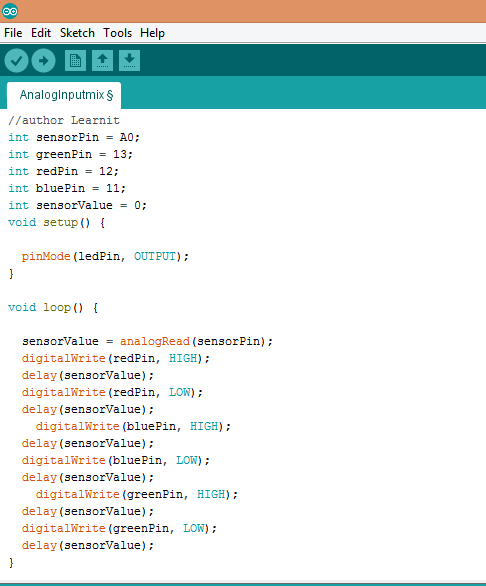 File Edit Sketch Tools Help
AnalogInputmix §
//author Learnit
int sensorPin = A0;
int greenPin = 13;
int redPin = 12;
int bluePin = 11;
int sensorValue = 0;
void setup() {
pinMode(ledPin, OUTPUT);
}
void loop() {
sensorValue = analogRead(sensorPin);
digitalWrite(redPin, HIGH);
delay(sensorValue);
digitalWrite(redPin, LOW);
delay(sensorValue);
digitalWrite(bluePin, HIGH);
delay(sensorValue);
digitalWrite(bluePin, LOW);
delay(sensorValue);
digitalWrite(greenPin, HIGH);
delay(sensorValue);
digitalWrite(greenPin, LOW);
delay(sensorValue);
}